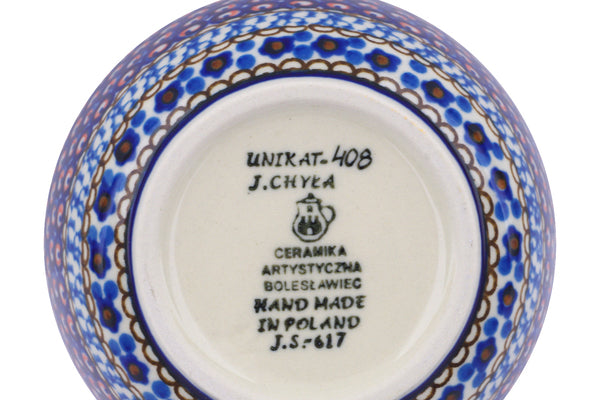 UNIKAT-408
J.CHYŁA
CERAMIKA
ARTYSTYCZNA
BOLESŁAWIEC
HAND MADE
IN POLAND
J.S.-617